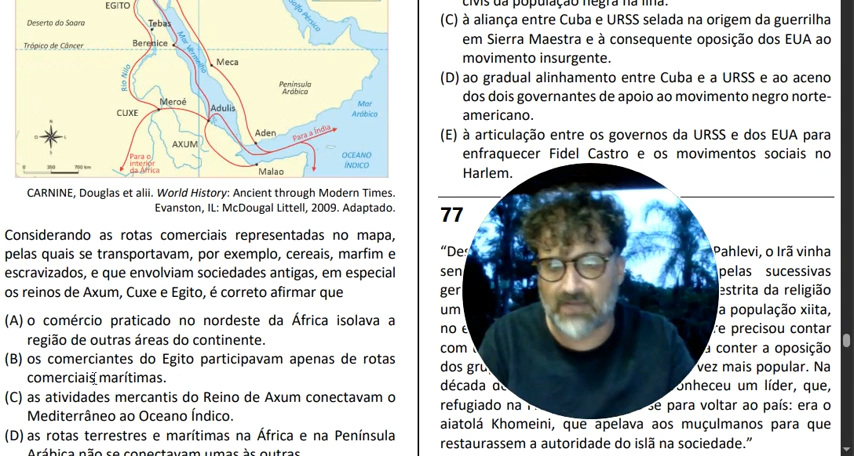 EGITO
Deserto da Saara
Trópico de Câncer
Tebas
Berenice
Rio Nilo
Mar Vermelho
Golfo Pérsico
Meca
Península
Arábica
Mar
Arábico
CUXE
Meroé
Adulis
AXUM
Aden
Para a Índia
Para o
interior
da África
Malao
OCEANO
ÍNDICO
0 350 700 km
CARNINE, Douglas et alii. World History: Ancient through Modern Times.
Evanston, IL: McDougal Littell, 2009. Adaptado.
Considerando as rotas comerciais representadas no mapa,
pelas quais se transportavam, por exemplo, cereais, marfim e
escravizados, e que envolviam sociedades antigas, em especial
os reinos de Axum, Cuxe e Egito, é correto afirmar que
(A) o comércio praticado no nordeste da África isolava a
região de outras áreas do continente.
(B) os comerciantes do Egito participavam apenas de rotas
comerciais marítimas.
(C) as atividades mercantis do Reino de Axum conectavam o
Mediterrâneo ao Oceano Índico.
(D) as rotas terrestres e marítimas na África e na Península
Arábica não se conectavam umas às outras.
civis da população negra na ilha.
(C) à aliança entre Cuba e URSS selada na origem da guerrilha
em Sierra Maestra e à consequente oposição dos EUA ao
movimento insurgente.
(D) ao gradual alinhamento entre Cuba e a URSS e ao aceno
dos dois governantes de apoio ao movimento negro norte-
americano.
(E) à articulação entre os governos da URSS e dos EUA para
enfraquecer Fidel Castro e os movimentos sociais no
Harlem.
77
Pahlevi, o Irã vinha
pelas sucessivas
estrita da religião
um a população xiita,
no precisou contar
com a conter a oposição
dos vez mais popular. Na
década conheceu um líder, que,
refugiado na se para voltar ao país: era o
aiatolá Khomeini, que apelava aos muçulmanos para que
restaurassem a autoridade do islã na sociedade.”